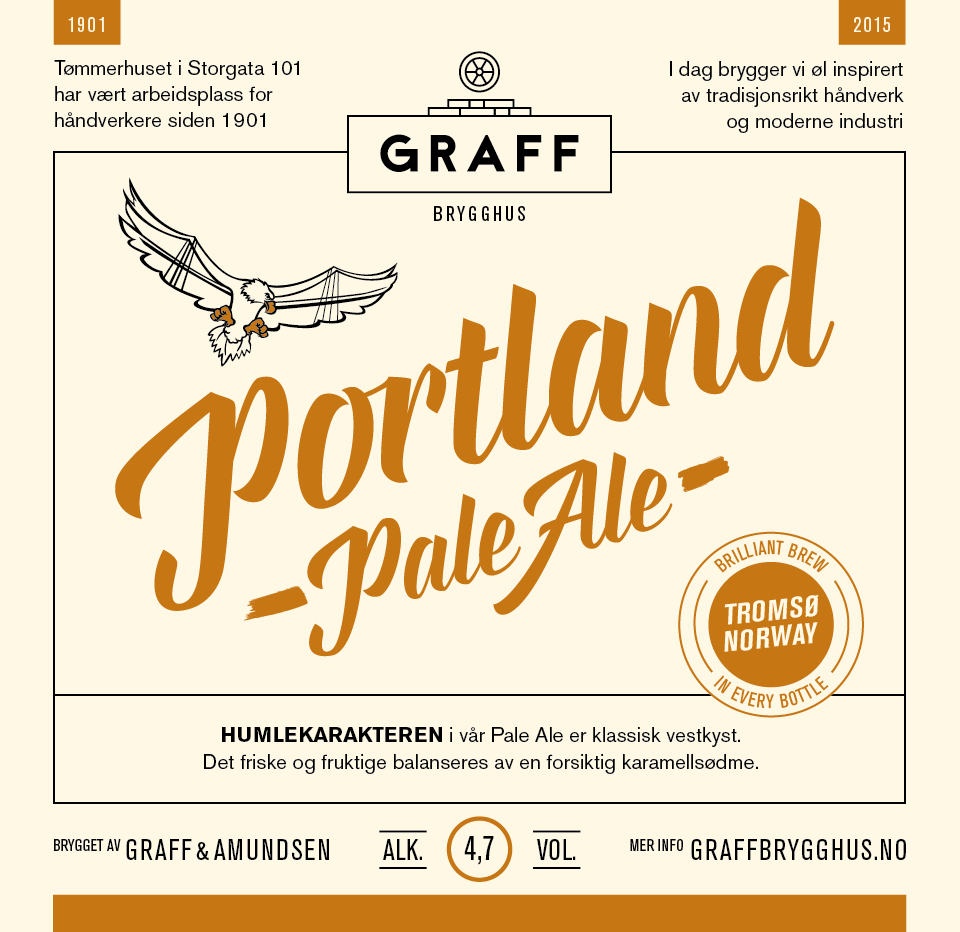 1901
2015
Tømmerhuset i Storgata 101
har vært arbeidsplass for
håndverkere siden 1901
I dag brygger vi øl inspirert
av tradisjonsrikt håndverk
og moderne industri
GRAFF
BRYGGHUS
Portland
-Pale Ale-
BRILLIANT BREW
TROMSØ
NORWAY
IN EVERY BOTTLE
HUMLEKARAKTEREN i vår Pale Ale er klassisk vestkyst.
Det friske og fruktige balanseres av en forsiktig karamellsødme.
BRYGGET AV GRAFF & AMUNDSEN
ALK. 4,7 VOL.
MER INFO GRAFFBRYGGHUS.NO